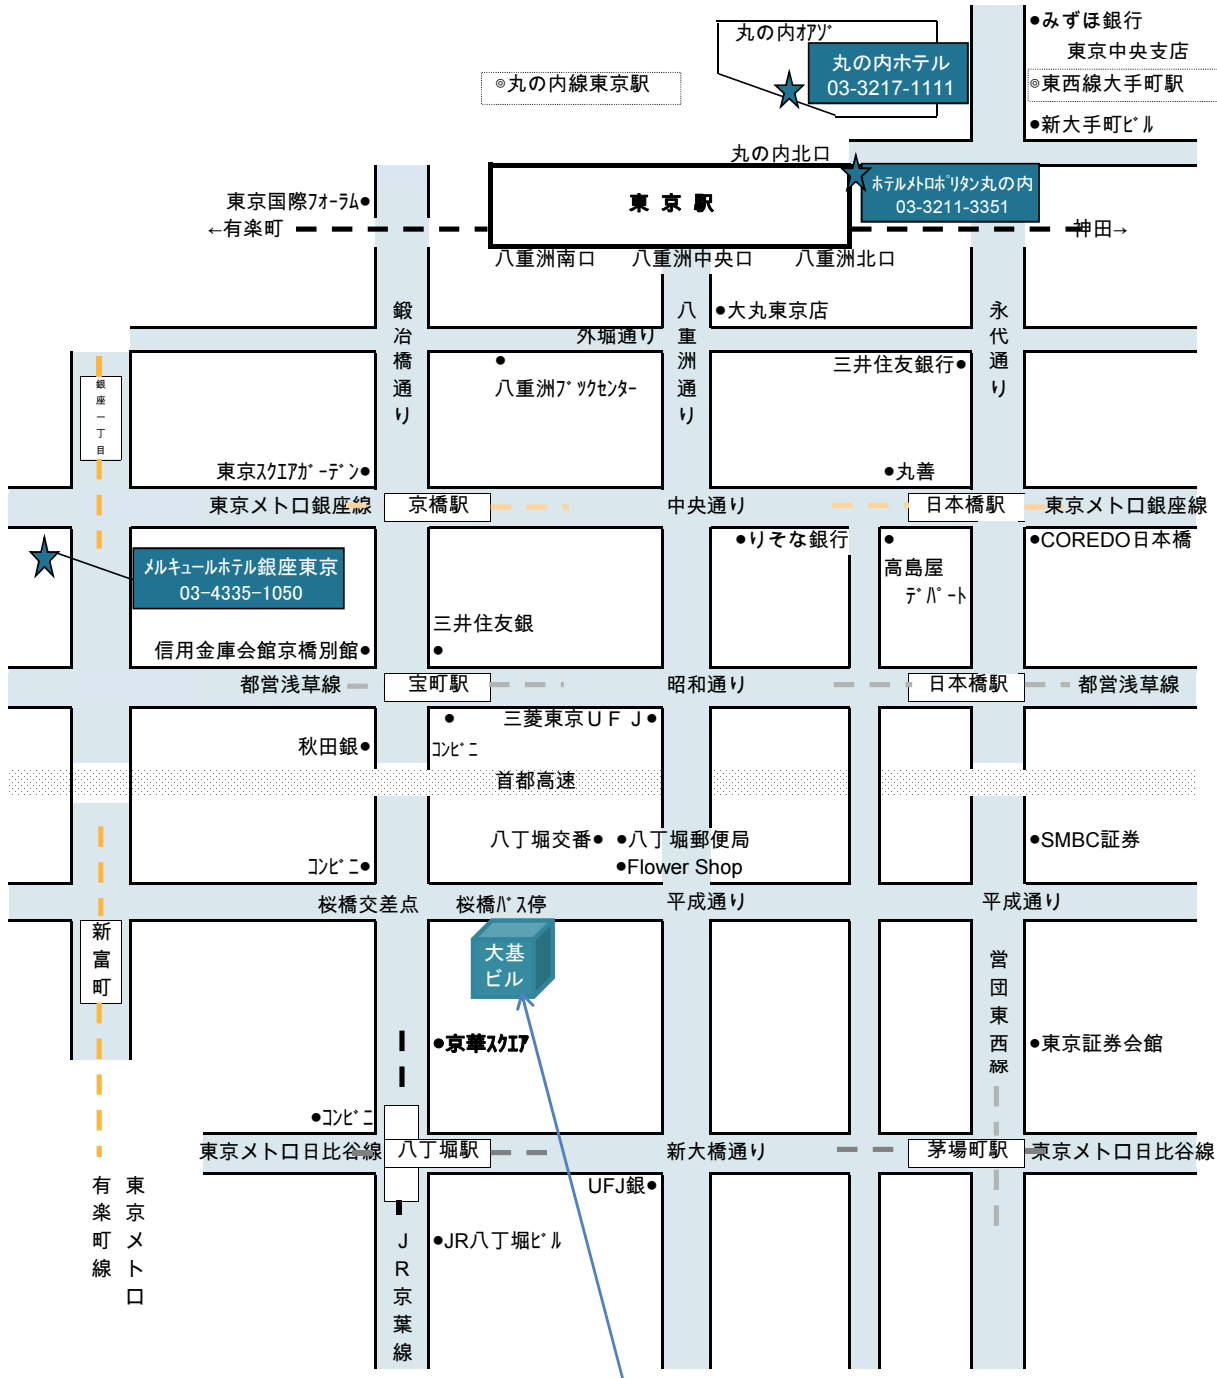 ●みずほ銀行
東京中央支店
丸の内ｵｱｿﾞ
丸の内ホテル
03-3217-1111
◎丸の内線東京駅
◎東西線大手町駅
●新大手町ﾋﾞﾙ
丸の内北口
東京駅
ﾎﾃﾙﾒﾄﾛﾎﾟﾘﾀﾝ丸の内
03-3211-3351
東京国際ﾌｫｰﾗﾑ●
←有楽町
神田→
八重洲南口
八重洲中央口
八重洲北口
鍛冶橋通り
八重洲通り
永代通り
●大丸東京店
外堀通り
●
八重洲ﾌﾞﾂｸｾﾝﾀｰ
三井住友銀行●
銀座一丁目
東京ｽｸｴｱｶﾞｰﾃﾞﾝ●
●丸善
東京メトロ銀座線
京橋駅
中央通り
日本橋駅
東京メトロ銀座線
●りそな銀行
●
高島屋
ﾃﾞﾊﾟｰﾄ
●COREDO日本橋
ﾒﾙｷｭｰﾙホテル銀座東京
03-4335-1050
三井住友銀
●
信用金庫会館京橋別館●
都営浅草線
宝町駅
昭和通り
日本橋駅
都営浅草線
●
ｺﾝﾋﾞﾆ
三菱東京ＵＦＪ●
秋田銀●
首都高速
八丁堀交番●
●八丁堀郵便局
●Flower Shop
●SMBC証券
ｺﾝﾋﾞﾆ●
桜橋交差点
桜橋ﾊﾞｽ停
平成通り
平成通り
新富町
大基
ビル
営団東西線
●京華ｽｸｴｱ
●東京証券会館
●ｺﾝﾋﾞﾆ
東京メトロ日比谷線
八丁堀駅
新大橋通り
茅場町駅
東京メトロ日比谷線
UFJ銀●
東京メトロ
有楽町線
ＪＲ京葉線
●JR八丁堀ﾋﾞﾙ